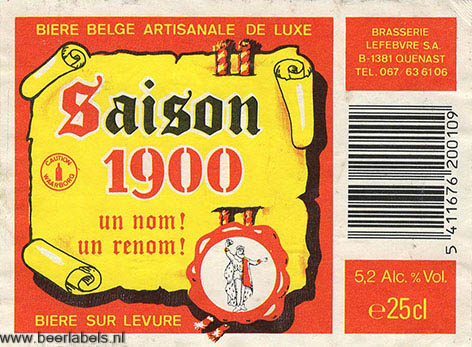 BIERE BELGE ARTISANALE DE LUXE
Saison
1900
CAUTION
WAARBORG
un nom!
un renom!
BIERE SUR LEVURE
BRASSERIE
LEFEBVRE S.A.
B-1381 QUENAST
TEL. 067/63 61 06
5 411676 200109
5,2 Alc. % Vol.
e25cl
www.beerlabels.nl